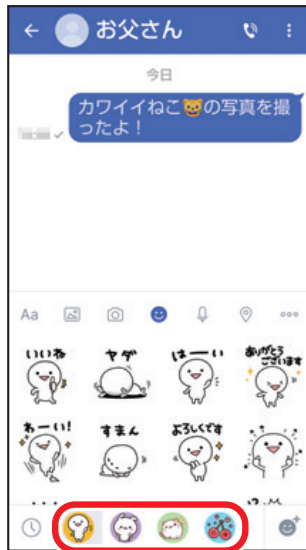 お父さん
今日
カワイイねこ😺の写真を撮
ったよ！
Aa
いいね
ヤダ
はーい
ありがとう
ございます
わーい!
すまん
よろしくです